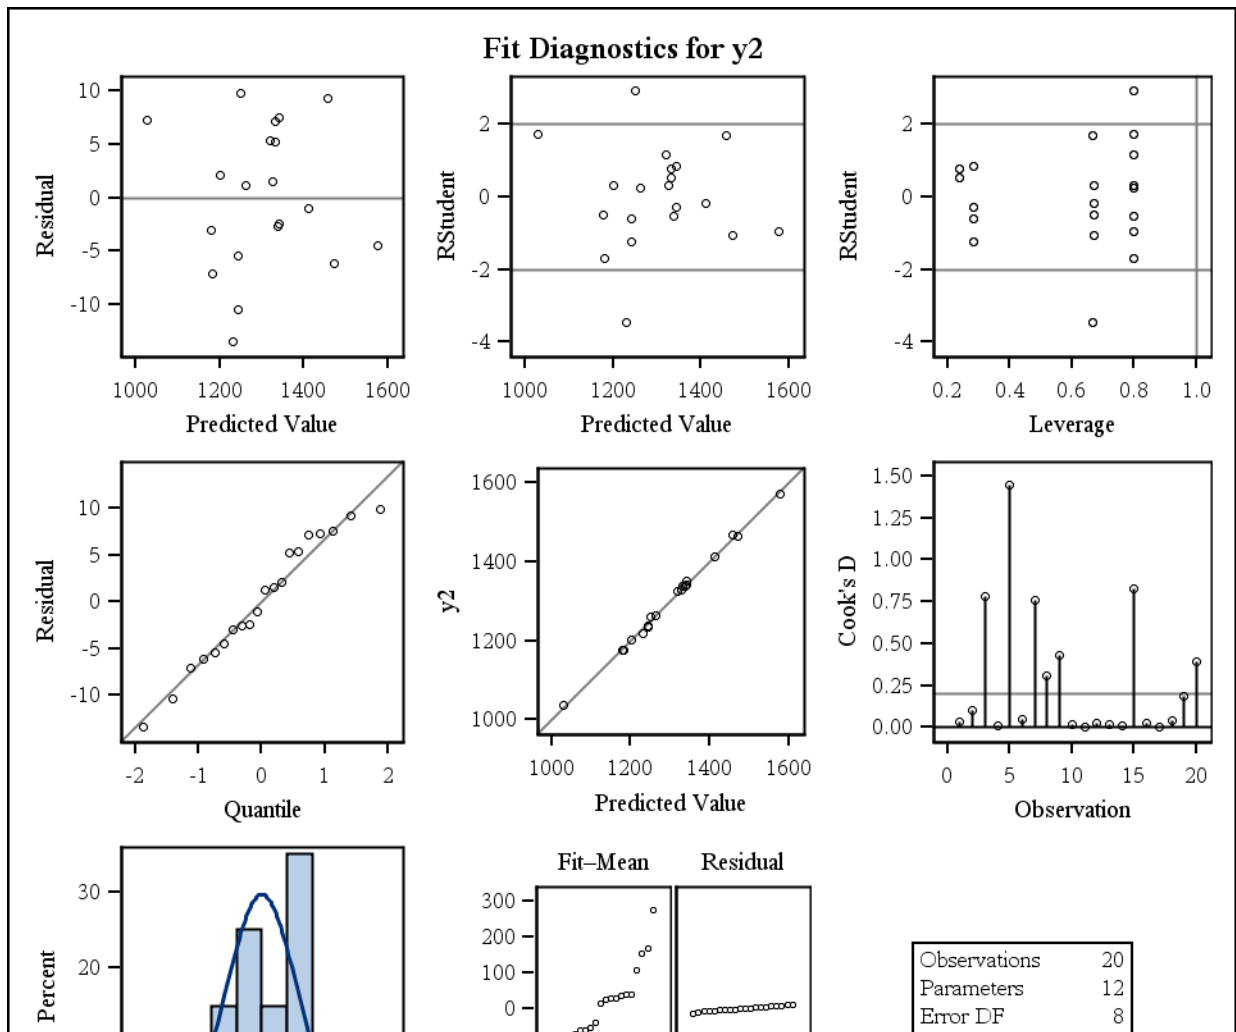 Fit Diagnostics for y2
Residual
10
5
0
-5
-10
1000 1200 1400 1600
Predicted Value
RStudent
2
0
-2
-4
1000 1200 1400 1600
Predicted Value
RStudent
2
0
-2
-4
0.2 0.4 0.6 0.8 1.0
Leverage
Residual
10
5
0
-5
-10
-2 -1 0 1 2
Quantile
y2
1600
1400
1200
1000
1000 1200 1400 1600
Predicted Value
Cook's D
1.50
1.25
1.00
0.75
0.50
0.25
0.00
0 5 10 15 20
Observation
Percent
30
20
Fit–Mean Residual
300
200
100
0
Observations 20
Parameters 12
Error DF 8